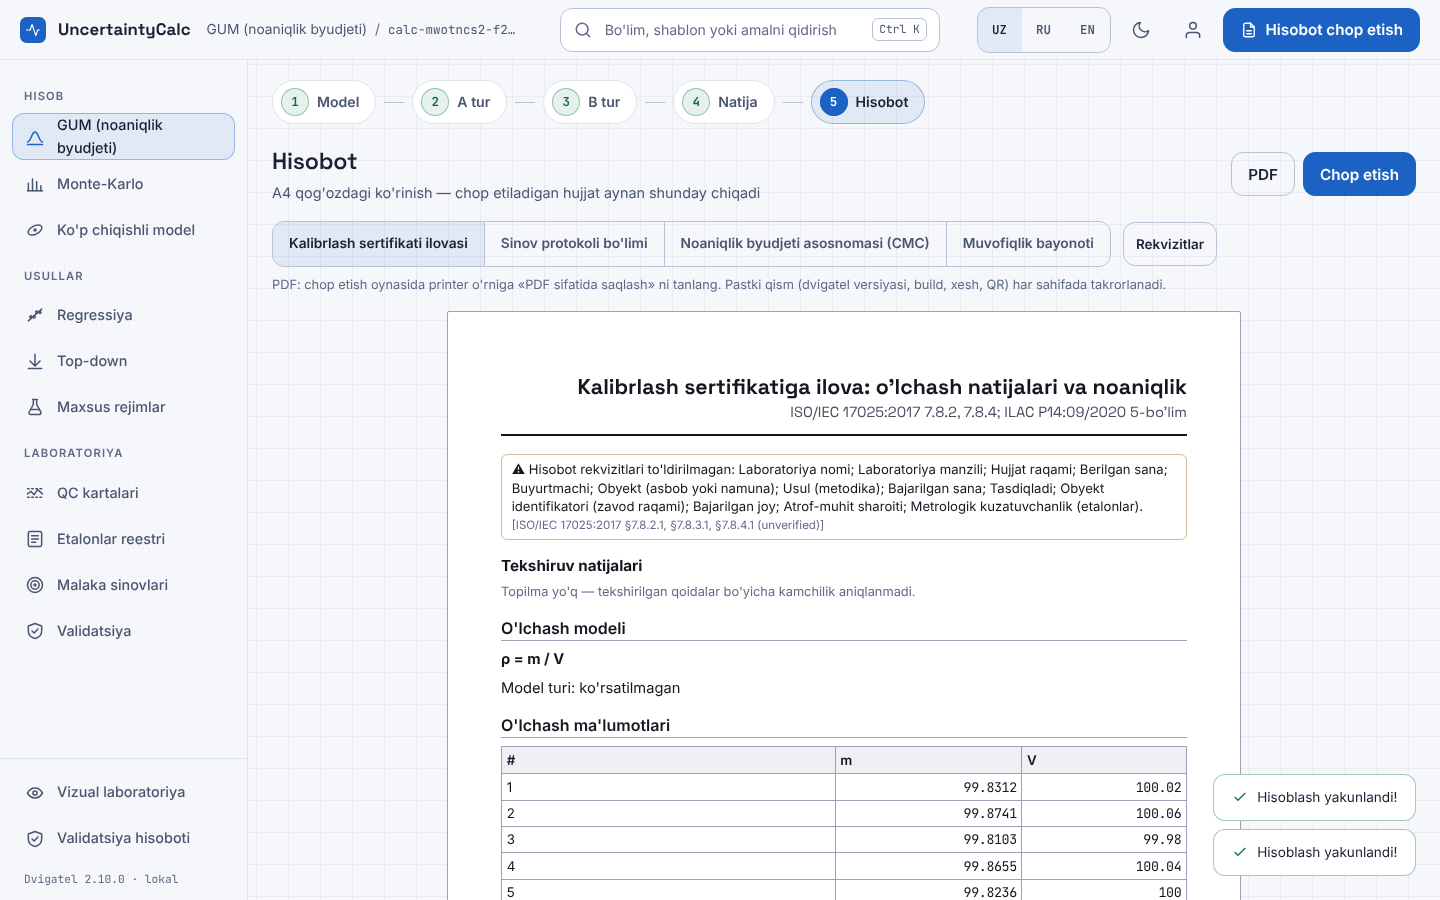 UncertaintyCalc
GUM (noaniqlik byudjeti) / calc-mwotncs2-f2…
Bo'lim, shablon yoki amalni qidirish
Ctrl K
UZ
RU
EN
Hisobot chop etish
HISOB
GUM (noaniqlik
byudjeti)
Monte-Karlo
Ko'p chiqishli model
USULLAR
Regressiya
Top-down
Maxsus rejimlar
LABORATORIYA
QC kartalari
Etalonlar reestri
Malaka sinovlari
Validatsiya
Vizual laboratoriya
Validatsiya hisoboti
Dvigatel 2.10.0 · lokal
1 Model
2 A tur
3 B tur
4 Natija
5 Hisobot
Hisobot
A4 qog'ozdagi ko'rinish — chop etiladigan hujjat aynan shunday chiqadi
PDF
Chop etish
Kalibrlash sertifikati ilovasi
Sinov protokoli bo'limi
Noaniqlik byudjeti asosnomasi (CMC)
Muvofiqlik bayonoti
Rekvizitlar
PDF: chop etish oynasida printer o'rniga «PDF sifatida saqlash» ni tanlang. Pastki qism (dvigatel versiyasi, build, xesh, QR) har sahifada takrorlanadi.
Kalibrlash sertifikatiga ilova: o’lchash natijalari va noaniqlik
ISO/IEC 17025:2017 7.8.2, 7.8.4; ILAC P14:09/2020 5-bo’lim
⚠ Hisobot rekvizitlari to'ldirilmagan: Laboratoriya nomi; Laboratoriya manzili; Hujjat raqami; Berilgan sana;
Buyurtmachi; Obyekt (asbob yoki namuna); Usul (metodika); Bajarilgan sana; Tasdiqladi; Obyekt
identifikatori (zavod raqami); Bajarilgan joy; Atrof-muhit sharoiti; Metrologik kuzatuvchanlik (etalonlar).
[ISO/IEC 17025:2017 §7.8.2.1, §7.8.3.1, §7.8.4.1 (unverified)]
Tekshiruv natijalari
Topilma yo'q — tekshirilgan qoidalar bo'yicha kamchilik aniqlanmadi.
O'lchash modeli
ρ = m / V
Model turi: ko'rsatilmagan
O'lchash ma'lumotlari
# m V
1 99.8312 100.02
2 99.8741 100.06
3 99.8103 99.98
4 99.8655 100.04
5 99.8236 100
Hisoblash yakunlandi!
Hisoblash yakunlandi!